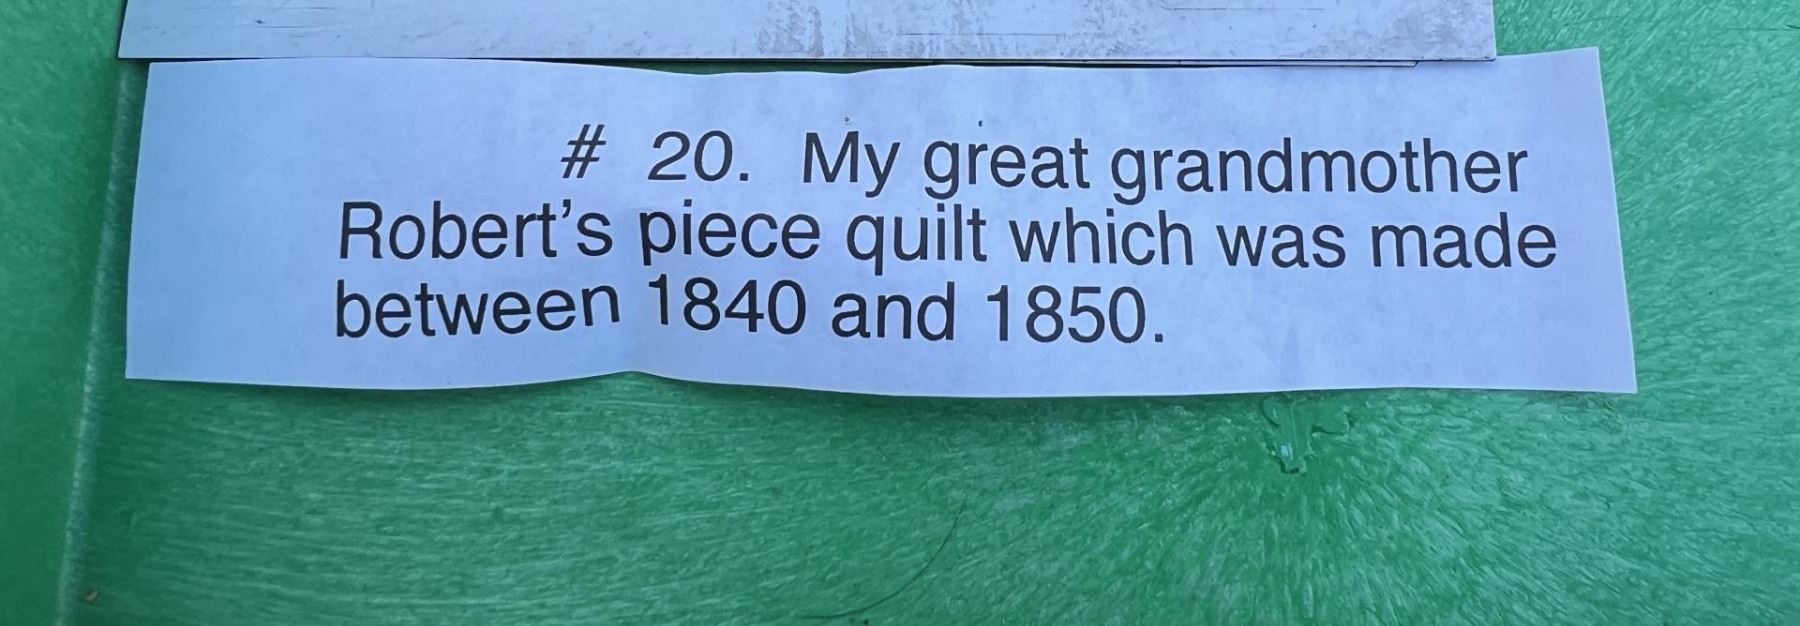 # 20. My great grandmother
Robert's piece quilt which was made
between 1840 and 1850.